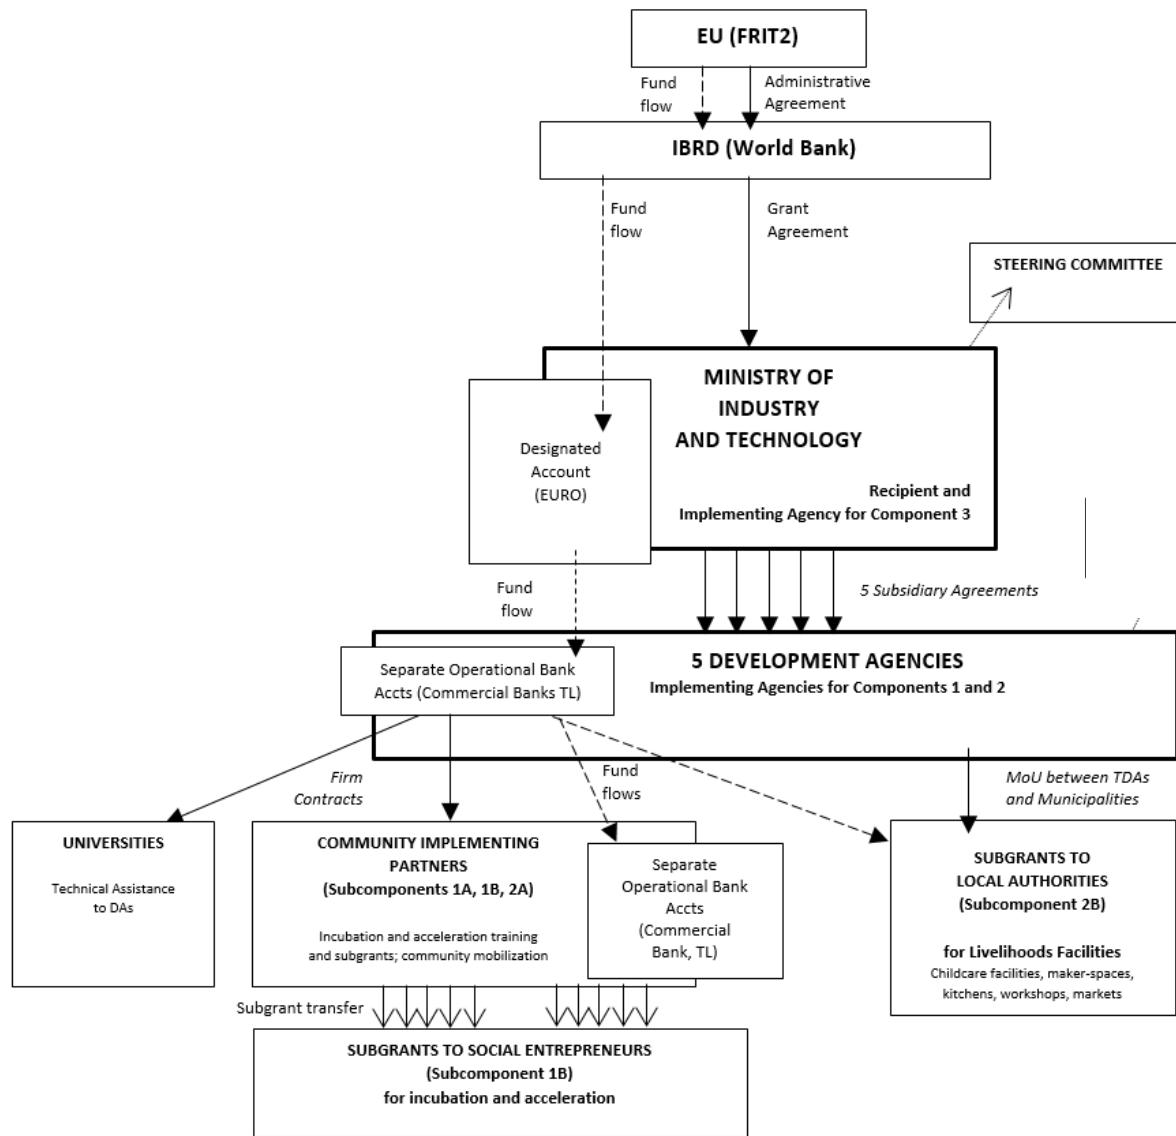 EU (FRIT2)
Fund
flow
Administrative
Agreement
IBRD (World Bank)
Fund
flow
Grant
Agreement
STEERING COMMITTEE
MINISTRY OF
INDUSTRY
AND TECHNOLOGY
Recipient and
Implementing Agency for Component 3
Designated
Account
(EURO)
Fund
flow
5 Subsidiary Agreements
Separate Operational Bank
Accts (Commercial Banks TL)
5 DEVELOPMENT AGENCIES
Implementing Agencies for Components 1 and 2
Firm
Contracts
Fund
flows
MoU between TDAs
and Municipalities
UNIVERSITIES
Technical Assistance
to DAs
COMMUNITY IMPLEMENTING
PARTNERS
(Subcomponents 1A, 1B, 2A)
Incubation and acceleration training
and subgrants; community mobilization
Separate
Operational Bank
Accts
(Commercial
Bank, TL)
SUBGRANTS TO
LOCAL AUTHORITIES
(Subcomponent 2B)
for Livelihoods Facilities
Childcare facilities, maker-spaces,
kitchens, workshops, markets
Subgrant transfer
SUBGRANTS TO SOCIAL ENTREPRENEURS
(Subcomponent 1B)
for incubation and acceleration